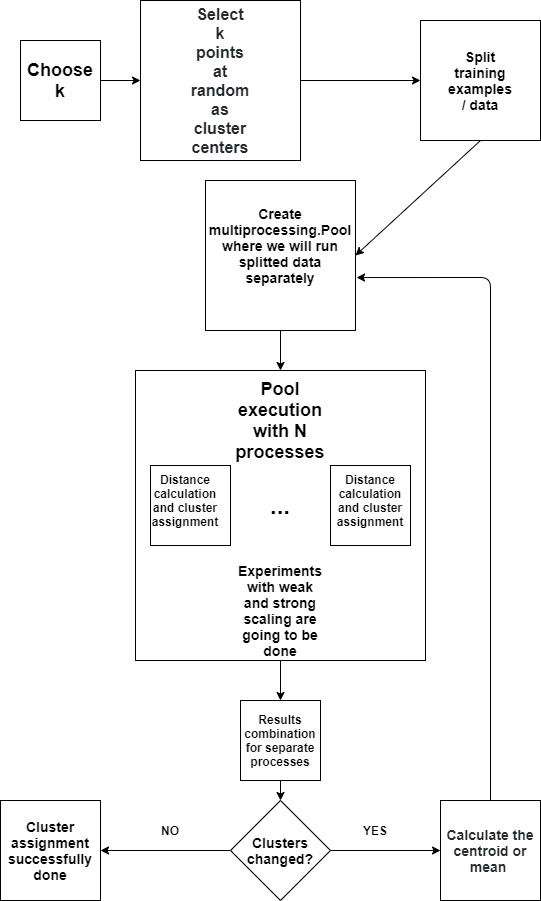 Choose
k
Select
k
points
at
random
as
cluster
centers
Split
training
examples
/ data
Create
multiprocessing.Pool
where we will run
splitted data
separately
Pool
execution
with N
processes
Distance
calculation
and cluster
assignment
...
Distance
calculation
and cluster
assignment
Experiments
with weak
and strong
scaling are
going to be
done
Results
combination
for separate
processes
Clusters
changed?
NO
YES
Cluster
assignment
successfully
done
Calculate the
centroid or
mean